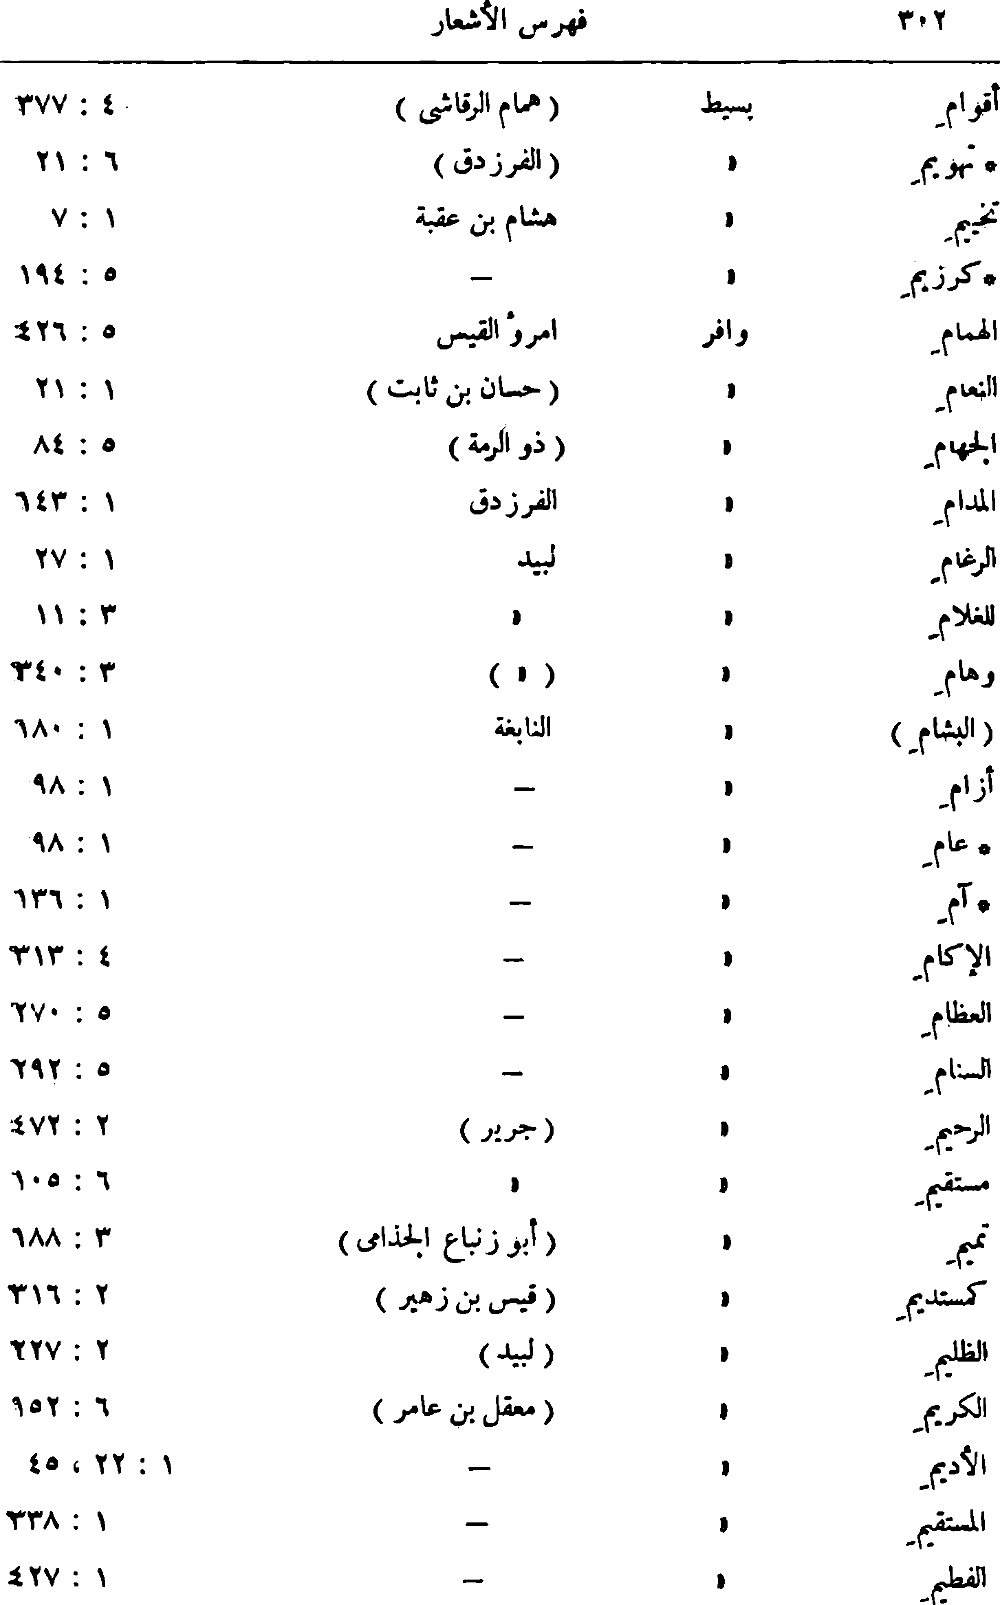 ٣٠٢ فهرس الأشعار
أقوامِ بسيط ( همام الرقاشى ) ٤ : ٣٧٧
* تهويمِ » ( الفرزدق ) ٦ : ٢١
تخييمِ » هشام بن عقبة ١ : ٧
* كرزيمِ » — ٥ : ١٩٤
الهمامِ وافر امرؤ القيس ٥ : ٤٢٦
النعامِ » ( حسان بن ثابت ) ١ : ٢١
الجهامِ » ( ذو الرمة ) ٥ : ٨٤
المدامِ » الفرزدق ١ : ٦٤٣
الرغامِ » لبيد ١ : ٢٧
للغلامِ » » ٣ : ١١
وهامِ » ( » ) ٣ : ٣٤٠
( البشامِ ) » النابغة ١ : ٦٨٠
أزامِ » — ١ : ٩٨
* عامِ » — ١ : ٩٨
* آمِ » — ١ : ٦٣٦
الإكامِ » — ٤ : ٣١٣
العظامِ » — ٥ : ٢٧٠
السنامِ » — ٥ : ٢٩٢
الرحيمِ » ( جرير ) ٢ : ٤٧٢
مستقيمِ » » ٦ : ١٠٥
تميمِ » ( أبو زنباع الجذامى ) ٣ : ٦٨٨
كمستديمِ » ( قيس بن زهير ) ٢ : ٣١٦
الظليمِ » ( لبيد ) ٢ : ٢٢٧
الكريمِ » ( معقل بن عامر ) ٦ : ١٥٢
الأديمِ » — ١ : ٢٢ ، ٤٥
المستقيمِ » — ١ : ٣٣٨
الفطيمِ » — ١ : ٤٢٧